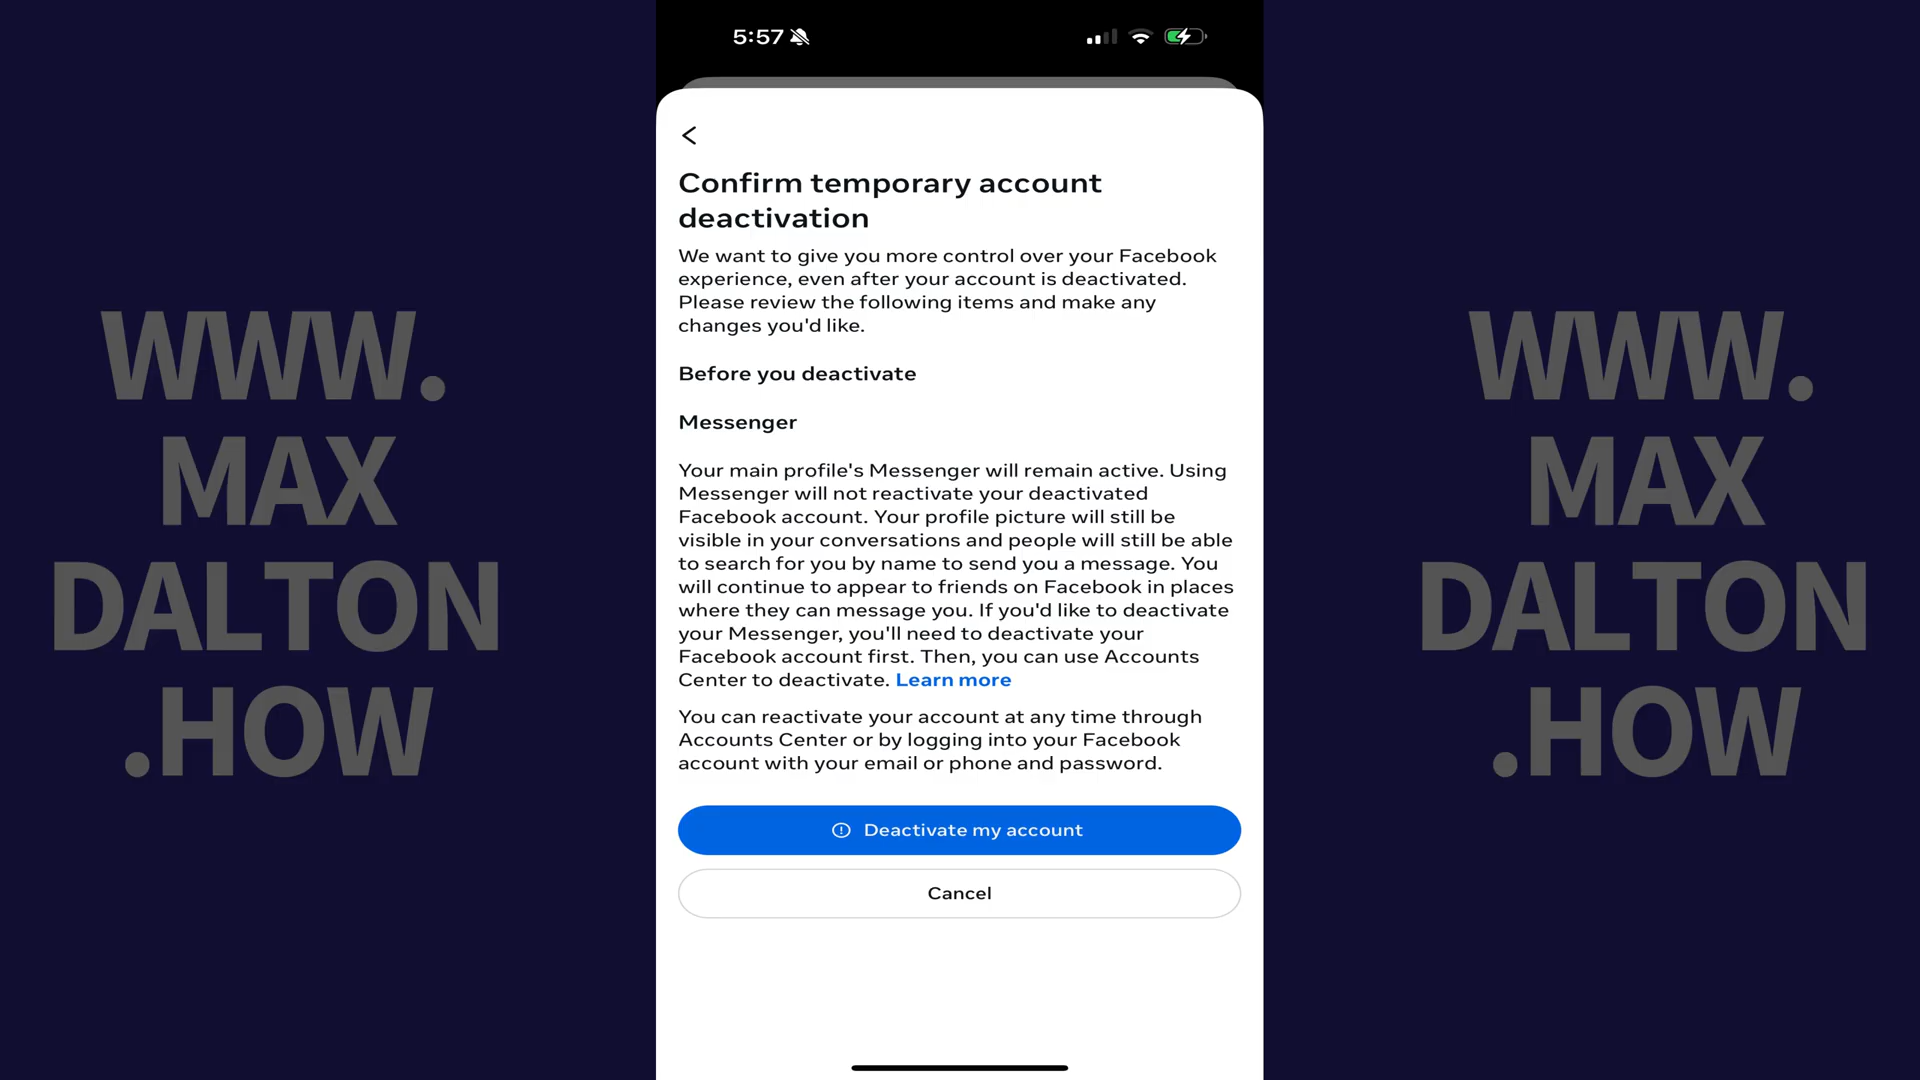 5:57
Confirm temporary account
deactivation
We want to give you more control over your Facebook
experience, even after your account is deactivated.
Please review the following items and make any
changes you'd like.
Before you deactivate
Messenger
Your main profile's Messenger will remain active. Using
Messenger will not reactivate your deactivated
Facebook account. Your profile picture will still be
visible in your conversations and people will still be able
to search for you by name to send you a message. You
will continue to appear to friends on Facebook in places
where they can message you. If you'd like to deactivate
your Messenger, you'll need to deactivate your
Facebook account first. Then, you can use Accounts
Center to deactivate. Learn more
You can reactivate your account at any time through
Accounts Center or by logging into your Facebook
account with your email or phone and password.
Deactivate my account
Cancel
WWW.
MAX
DALTON
.HOW
WWW.
MAX
DALTON
.HOW